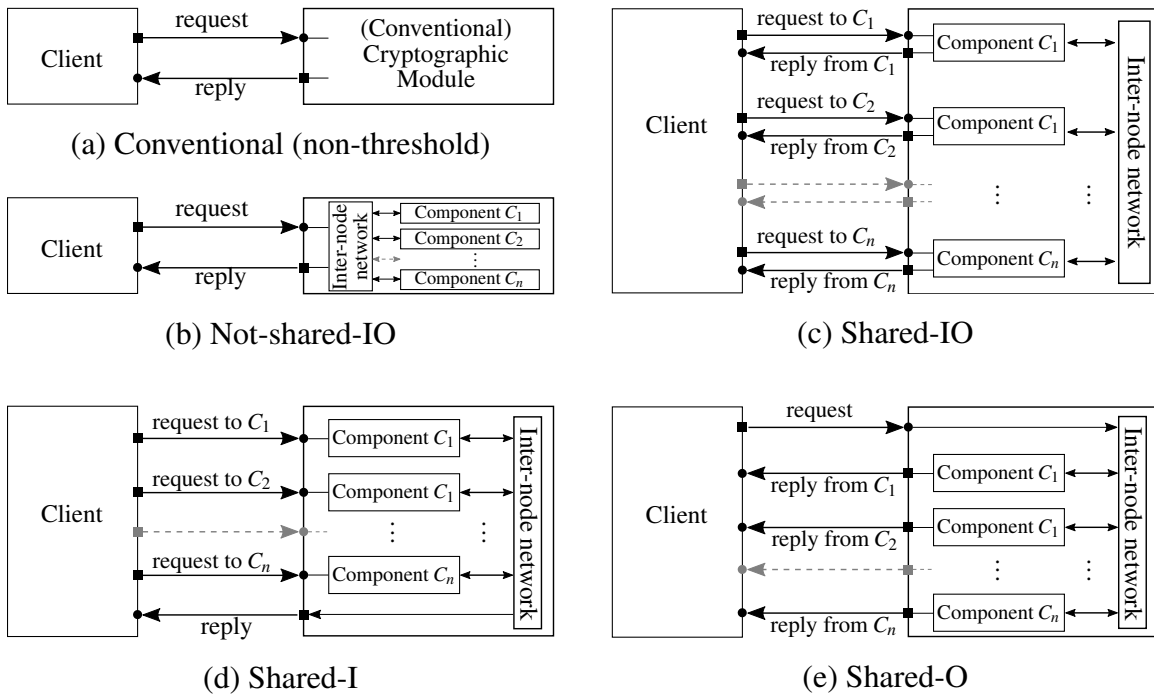 Client
request
reply
(Conventional)
Cryptographic
Module
(a) Conventional (non-threshold)
Client
request
reply
Inter-node
network
Component C1
Component C2
⋮
Component Cn
(b) Not-shared-IO
Client
request to C1
reply from C1
request to C2
reply from C2
request to Cn
reply from Cn
Component C1
Component C1
⋮ ⋮
Component Cn
Inter-node network
(c) Shared-IO
Client
request to C1
request to C2
request to Cn
reply
Component C1
Component C1
⋮ ⋮
Component Cn
Inter-node network
(d) Shared-I
Client
request
reply from C1
reply from C2
reply from Cn
Component C1
Component C1
⋮ ⋮
Component Cn
Inter-node network
(e) Shared-O